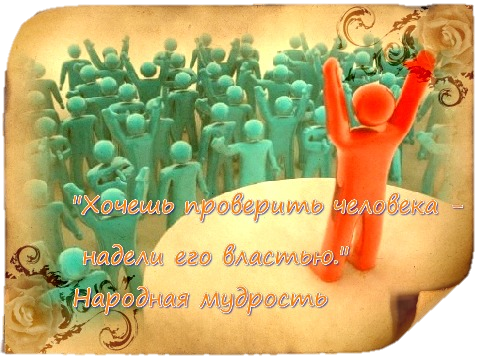 "Хочешь проверить человека -
надели его властью."
Народная мудрость